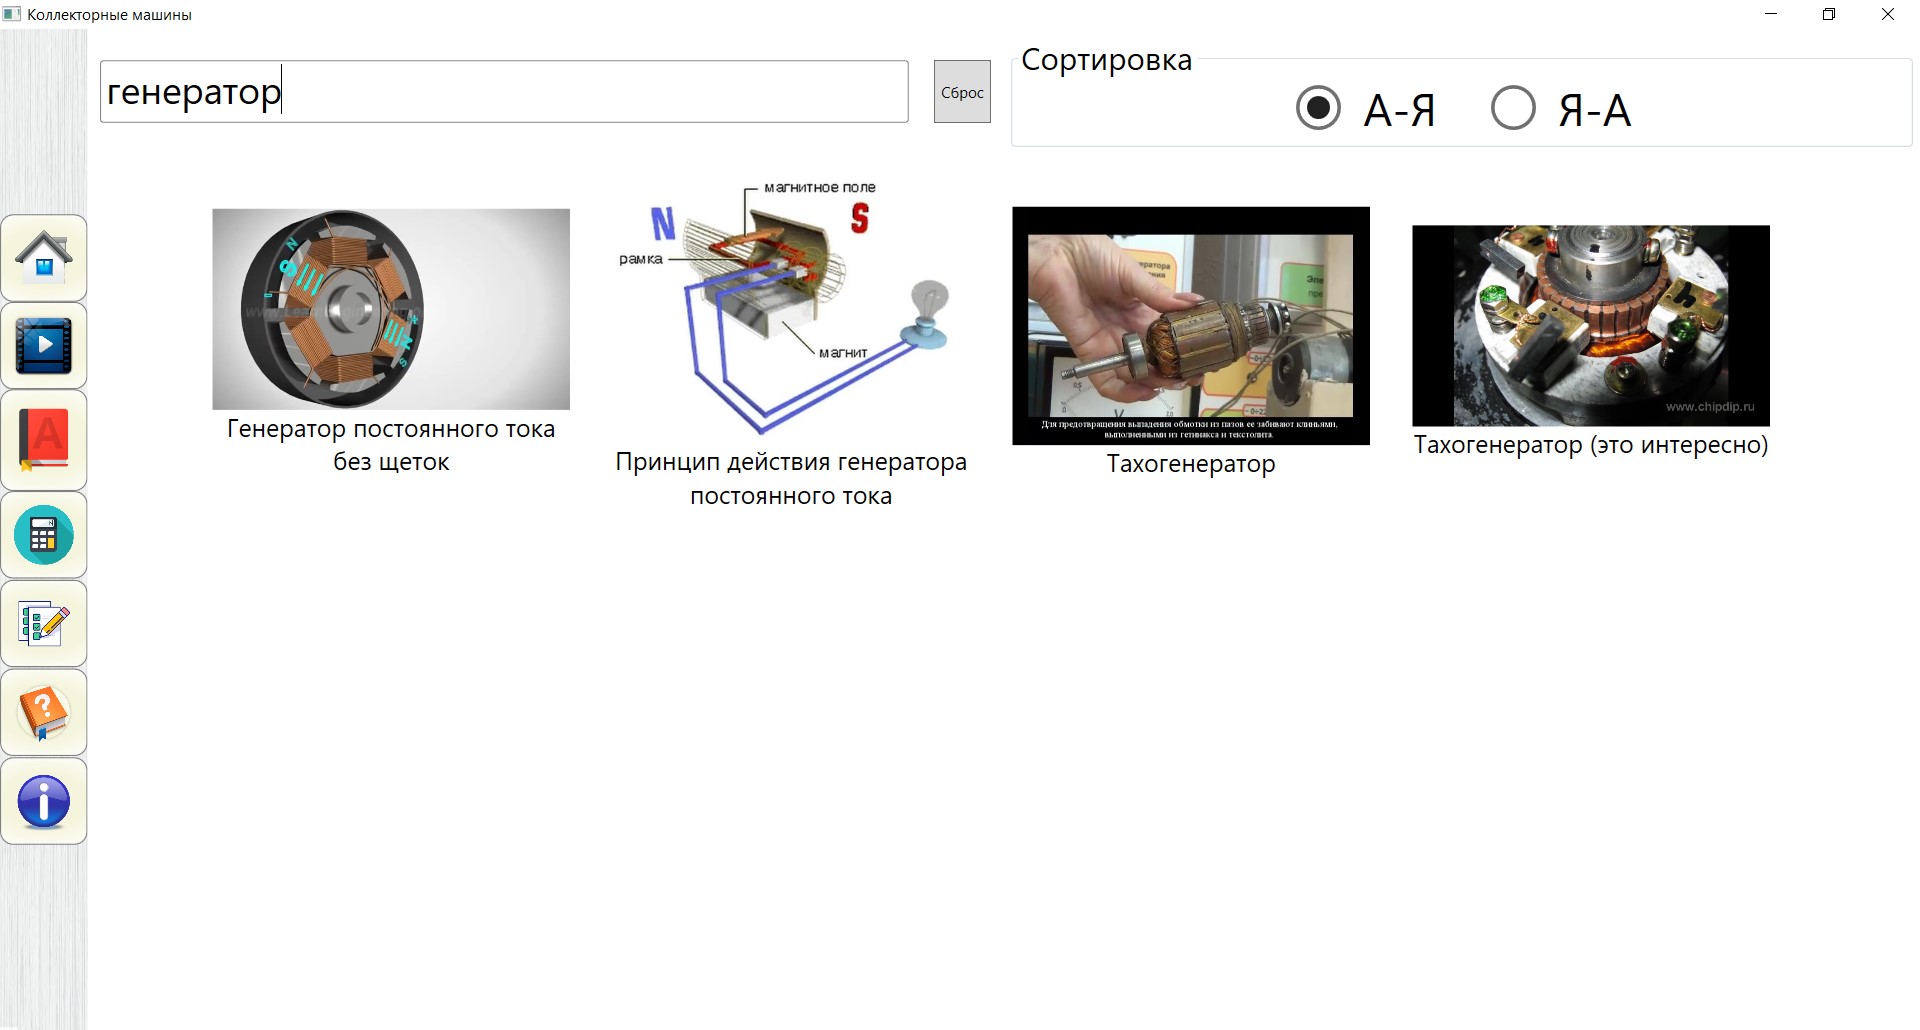 Коллекторные машины
генератор
Сброс
Сортировка
А-Я
Я-А
N
S
Генератор постоянного тока
без щеток
магнитное поле
N
S
рамка
магнит
Принцип действия генератора
постоянного тока
Для предотвращения выпадения обмотки из пазов ее забивают клиньями,
выполненными из гетинакса и текстолита.
Тахогенератор
www.chipdip.ru
Тахогенератор (это интересно)